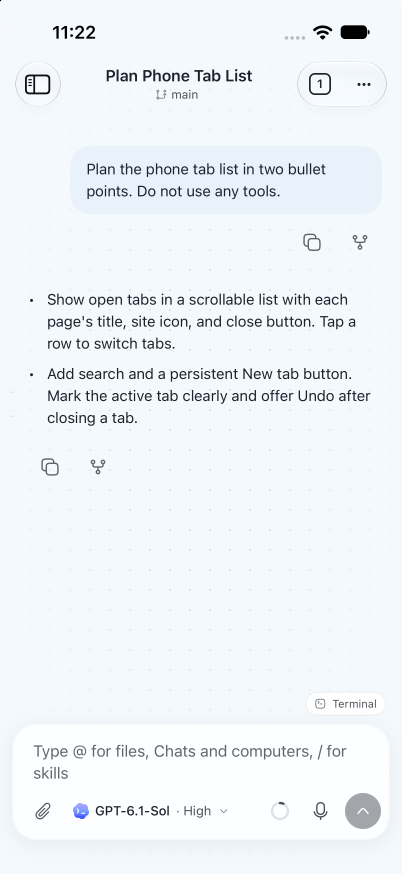 11:22
Plan Phone Tab List
main
1
Plan the phone tab list in two bullet
points. Do not use any tools.
• Show open tabs in a scrollable list with each
page's title, site icon, and close button. Tap a
row to switch tabs.
• Add search and a persistent New tab button.
Mark the active tab clearly and offer Undo after
closing a tab.
Terminal
Type @ for files, Chats and computers, / for
skills
GPT-6.1-Sol · High